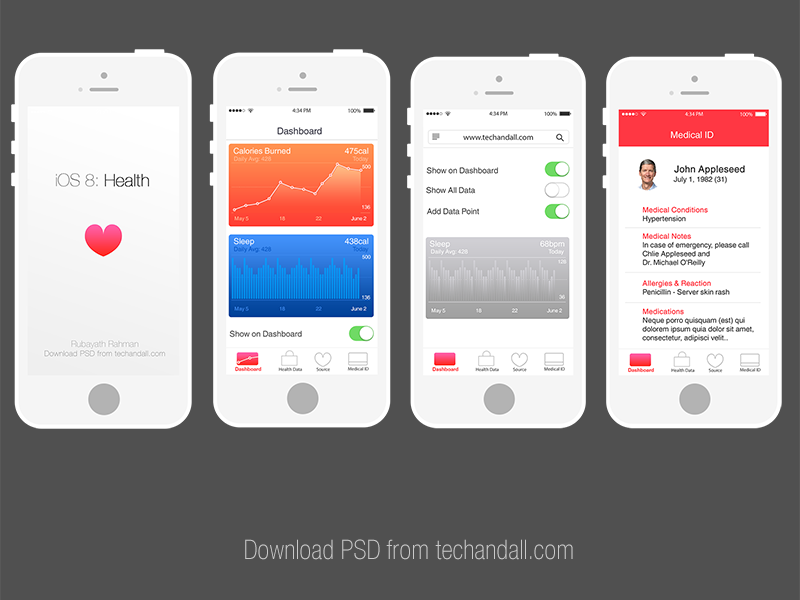 iOS 8: Health
Rubayath Rahman
Download PSD from techandall.com
4:34 PM 100%
Dashboard
Calories Burned 475cal
Daily Avg: 428 Today
500
136
May 5 18 22 June 2
Sleep 438cal
Daily Avg: 428 Today
500
136
May 5 18 22 June 2
Show on Dashboard
Dashboard Health Data Source Medical ID
4:34 PM 100%
www.techandall.com
Show on Dashboard
Show All Data
Add Data Point
Sleep 68bpm
Daily Avg: 428 Today
128
36
May 5 18 22 June 2
Dashboard Health Data Source Medical ID
4:34 PM 100%
Medical ID
John Appleseed
July 1, 1982 (31)
Medical Conditions
Hypertension
Medical Notes
In case of emergency, please call
Chlie Appleseed and
Dr. Michael O'Reilly
Allergies & Reaction
Penicillin - Server skin rash
Medications
Neque porro quisquam (est) qui
dolorem ipsum quia dolor sit amet,
consectetur, adipisci velit..
Dashboard Health Data Source Medical ID
Download PSD from techandall.com